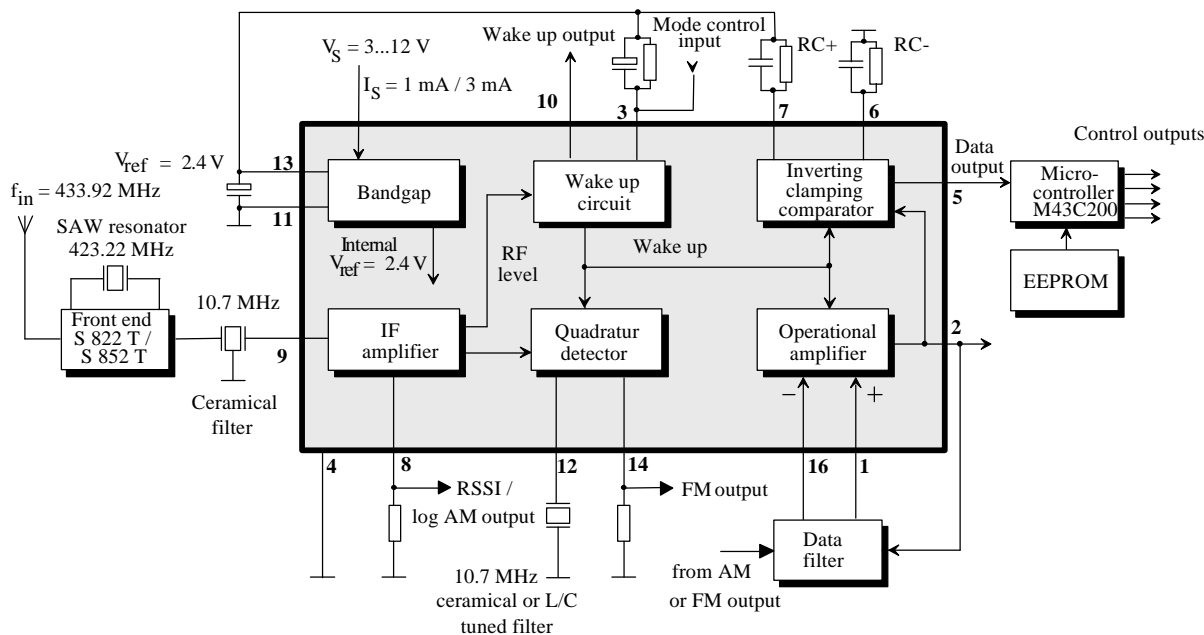 Mode control
input
V_S = 3...12 V
Wake up output
RC+
RC-
I_S = 1 mA / 3 mA
10
3
7
6
V_ref = 2.4 V
13
Bandgap
Wake up
circuit
Inverting
clamping
comparator
Data
output
5
Control outputs
Micro-
controller
M43C200
f_in = 433.92 MHz
11
SAW resonator
423.22 MHz
Internal
V_ref = 2.4 V
RF
level
Wake up
EEPROM
10.7 MHz
Front end
S 822 T /
S 852 T
9
IF
amplifier
Quadratur
detector
Operational
amplifier
2
Ceramical
filter
−
+
4
8
12
14
16
1
RSSI /
log AM output
FM output
Data
filter
from AM
or FM output
10.7 MHz
ceramical or L/C
tuned filter